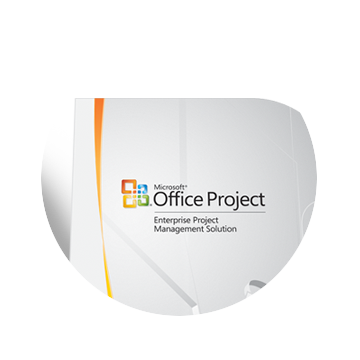 Microsoft®
Office Project
Enterprise Project
Management Solution